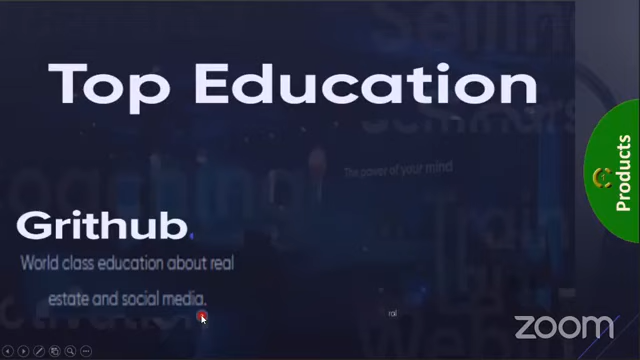 Top Education
The power of your mind
Products
Grithub.
World class education about real
estate and social media.
zoom